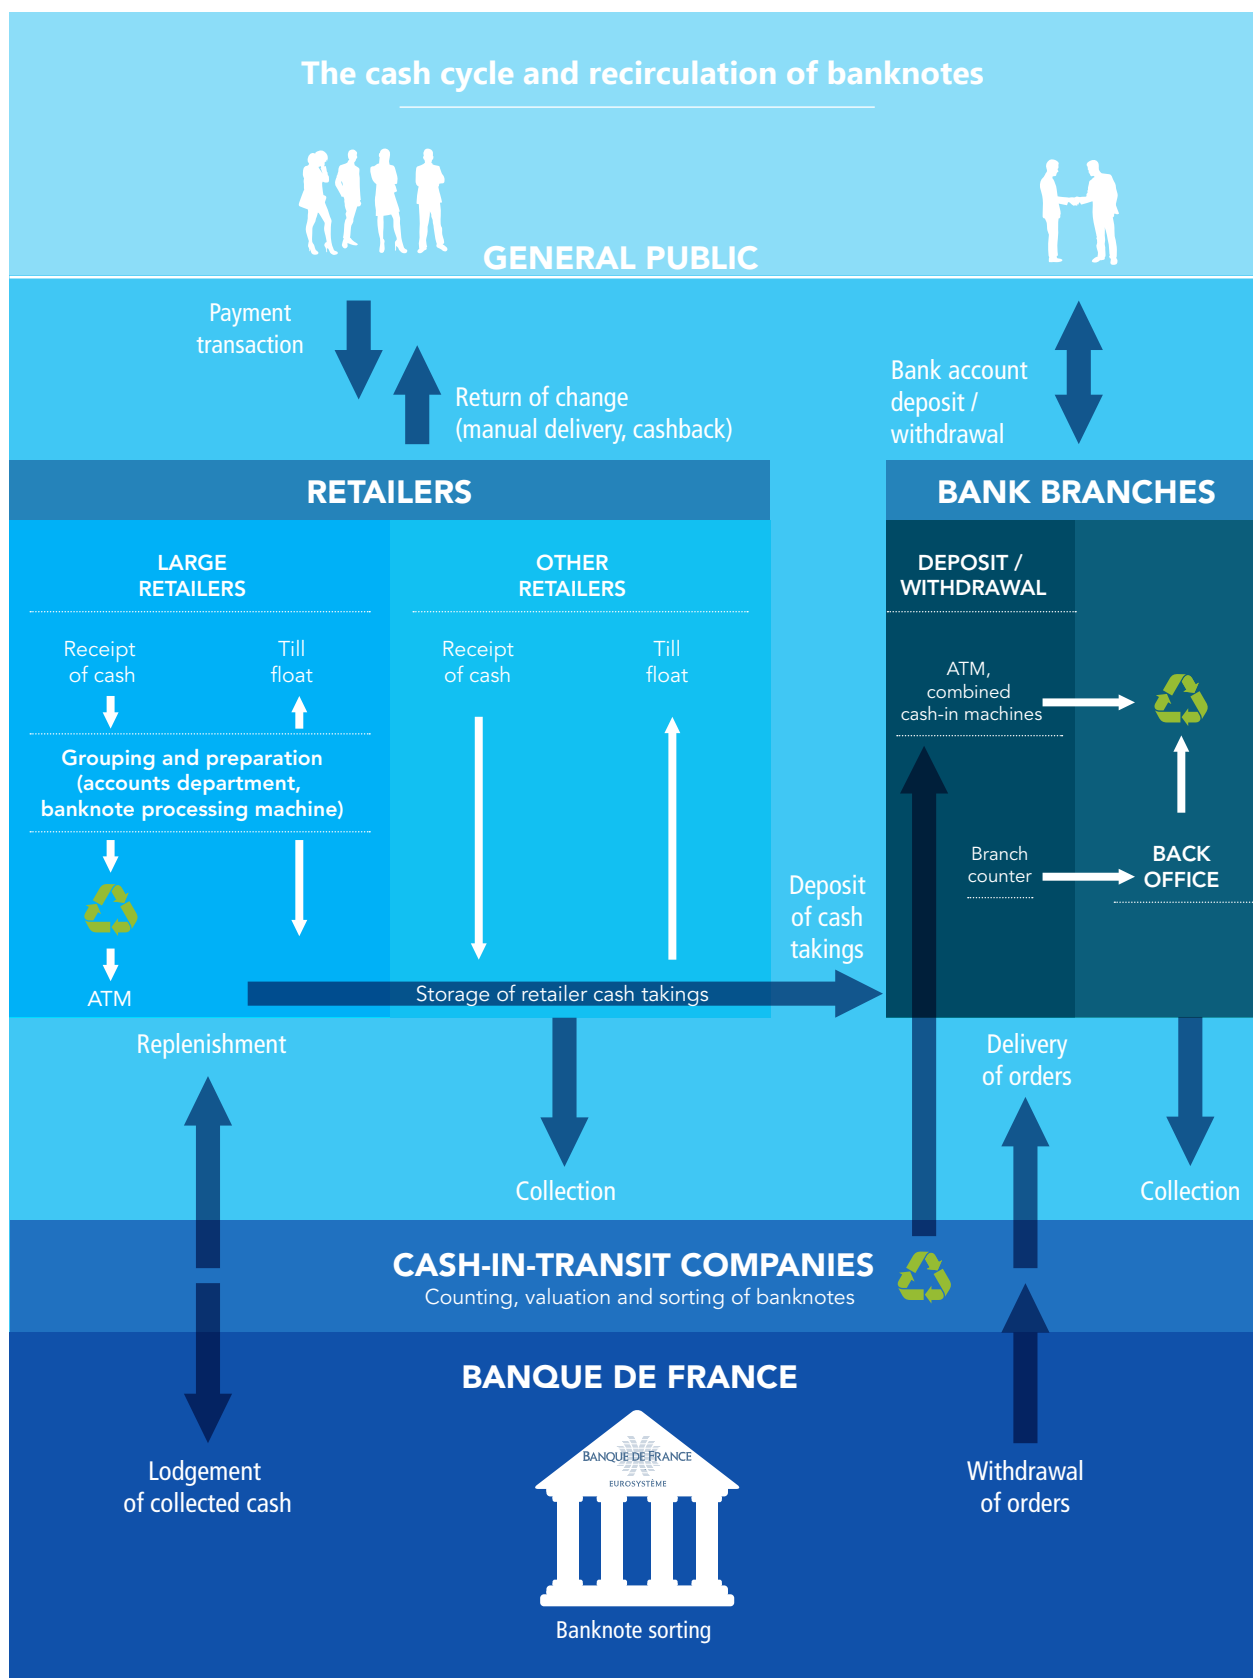 The cash cycle and recirculation of banknotes
GENERAL PUBLIC
Payment
transaction
Return of change
(manual delivery, cashback)
Bank account
deposit /
withdrawal
RETAILERS
LARGE
RETAILERS
Receipt
of cash
Till
float
Grouping and preparation
(accounts department,
banknote processing machine)
ATM
OTHER
RETAILERS
Receipt
of cash
Till
float
Storage of retailer cash takings
Deposit
of cash
takings
BANK BRANCHES
DEPOSIT /
WITHDRAWAL
ATM,
combined
cash-in machines
Branch
counter
BACK
OFFICE
Replenishment
Collection
Delivery
of orders
Collection
CASH-IN-TRANSIT COMPANIES
Counting, valuation and sorting of banknotes
BANQUE DE FRANCE
Lodgement
of collected cash
BANQUE DE FRANCE
EUROSYSTÈME
Banknote sorting
Withdrawal
of orders